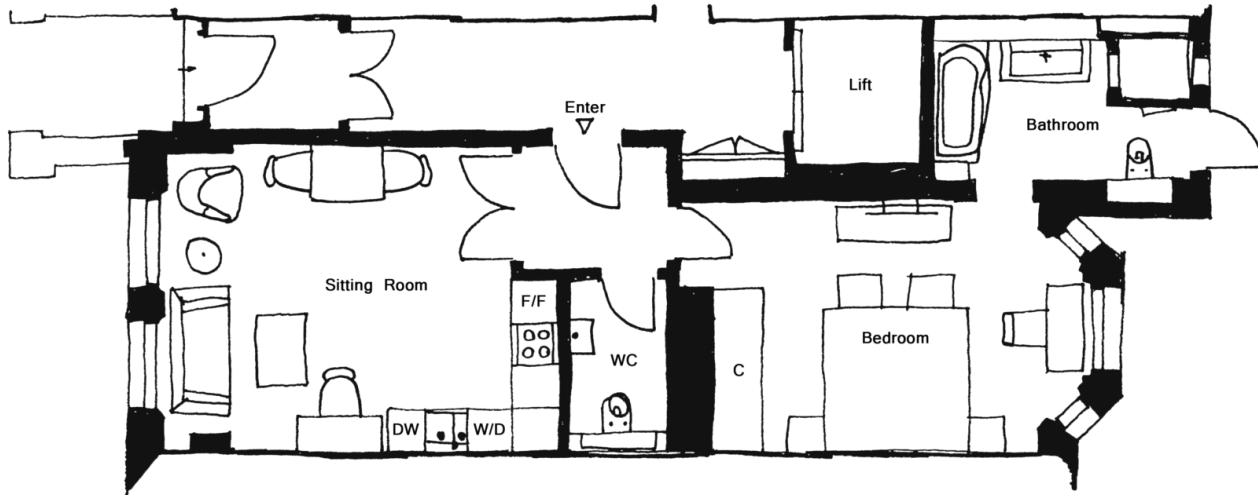 Lift
Enter
Bathroom
Sitting Room
F/F
Bedroom
WC
C
DW
W/D